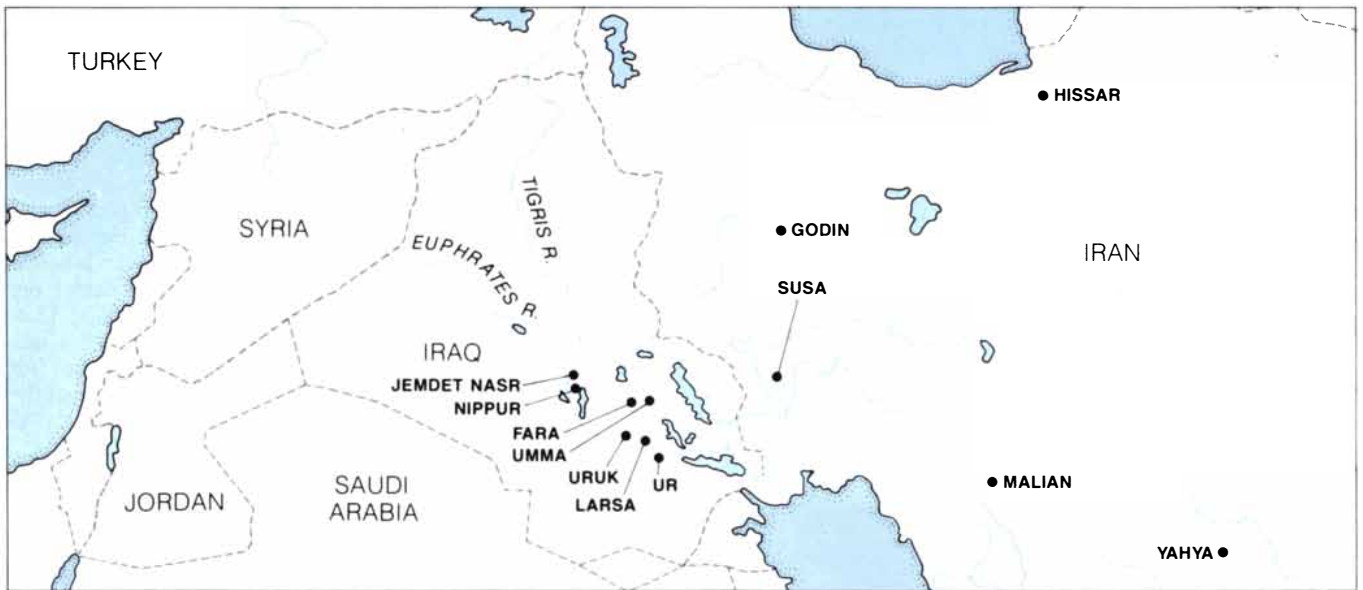 TURKEY
HISSAR
SYRIA
TIGRIS R.
EUPHRATES R.
GODIN
IRAN
SUSA
IRAQ
JEMDET NASR
NIPPUR
FARA
UMMA
URUK
UR
LARSA
JORDAN
SAUDI
ARABIA
MALIAN
YAHYA